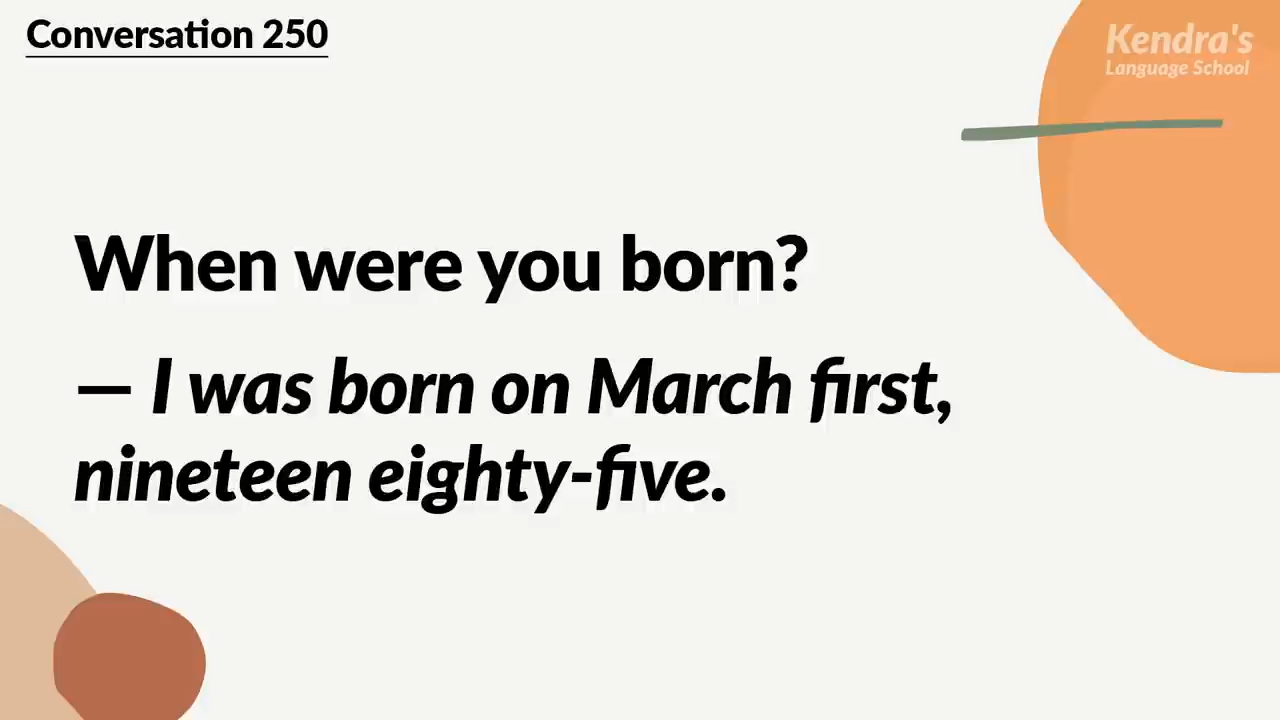 Conversation 250
Kendra's
Language School
When were you born?
— I was born on March first,
nineteen eighty-five.